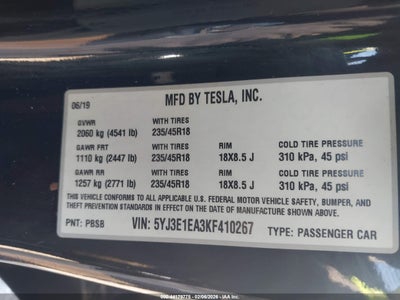 MFD BY TESLA, INC.
06/19
GVWR WITH TIRES
2060 kg (4541 lb) 235/45R18
GAWR FRT WITH TIRES RIM COLD TIRE PRESSURE
1110 kg (2447 lb) 235/45R18 18X8.5 J 310 kPa, 45 psi
GAWR RR WITH TIRES RIM COLD TIRE PRESSURE
1257 kg (2771 lb) 235/45R18 18X8.5 J 310 kPa, 45 psi
THIS VEHICLE CONFORMS TO ALL APPLICABLE U.S. FEDERAL MOTOR VEHICLE SAFETY, BUMPER, AND
THEFT PREVENTION STANDARDS IN EFFECT ON THE DATE OF MANUFACTURE SHOWN ABOVE.
PNT: PBSB VIN: 5YJ3E1EA3KF410267 TYPE: PASSENGER CAR